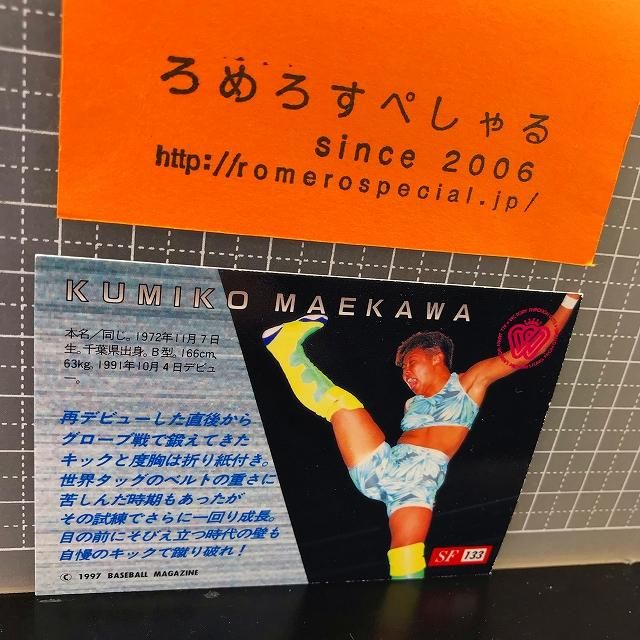 ろめろすぺしゃる
since 2006
http://romerospecial.jp/
KUMIKO MAEKAWA
本名／同じ。1972年11月7日
生。千葉県出身。B型。166cm、
63kg。1991年10月4日デビュ
ー。
再デビューした直後から
グローブ戦で鍛えてきた
キックと度胸は折り紙付き。
世界タッグのベルトの重さに
苦しんだ時期もあったが
その試練でさらに一回り成長。
目の前にそびえ立つ時代の壁も
自慢のキックで蹴り破れ！
© 1997 BASEBALL MAGAZINE
SF 133